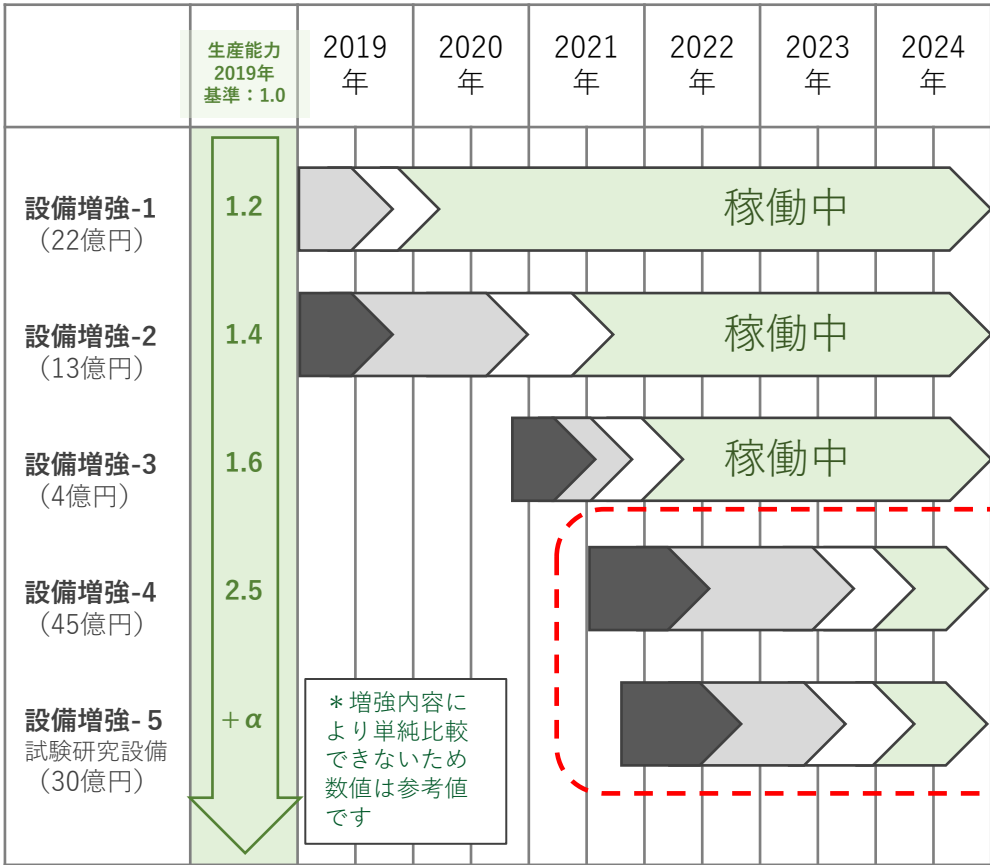 生産能力
2019年
基準：1.0
2019
年
2020
年
2021
年
2022
年
2023
年
2024
年
設備増強-1
（22億円）
1.2
稼働中
設備増強-2
（13億円）
1.4
稼働中
設備増強-3
（4億円）
1.6
稼働中
設備増強-4
（45億円）
2.5
設備増強- 5
試験研究設備
（30億円）
+α
＊増強内容に
より単純比較
できないため
数値は参考値
です